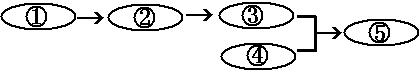 ① ② ③ ⑤
④